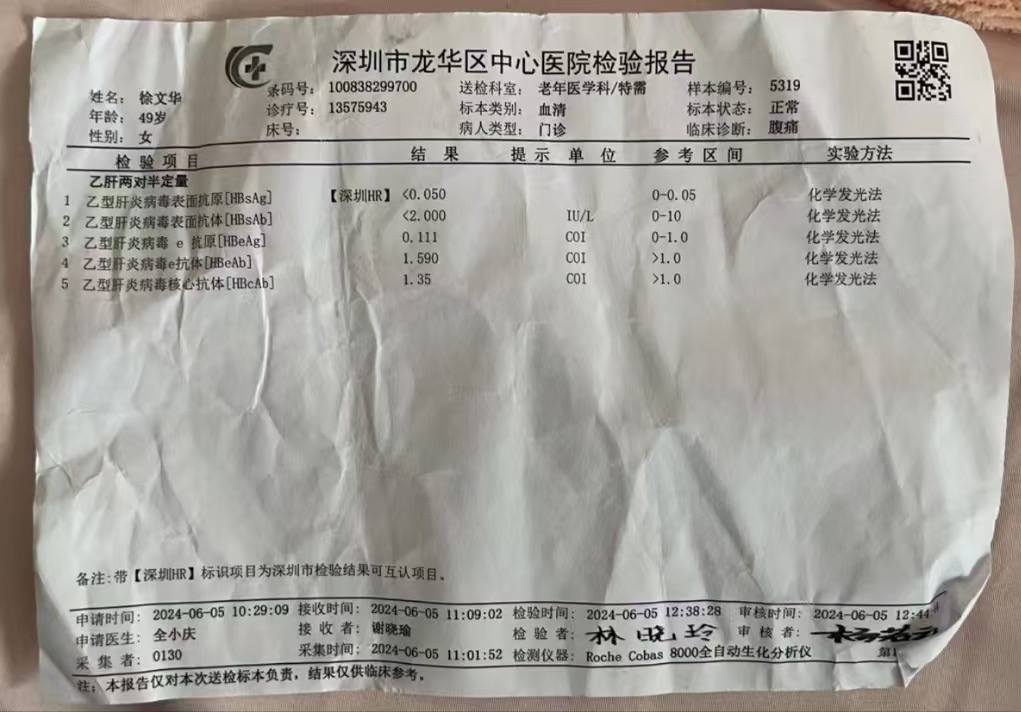 深圳市龙华区中心医院检验报告
姓名： 徐文华 条码号：100838299700 送检科室： 老年医学科/特需 样本编号： 5319
年龄： 49岁 诊疗号：13575943 标本类别： 血清 标本状态： 正常
性别： 女 床号： 病人类型： 门诊 临床诊断： 腹痛
检验项目 结果 提示 单位 参考区间 实验方法
乙肝两对半定量
1 乙型肝炎病毒表面抗原[HBsAg] 【深圳HR】 <0.050 0-0.05 化学发光法
2 乙型肝炎病毒表面抗体[HBsAb] <2.000 IU/L 0-10 化学发光法
3 乙型肝炎病毒 e 抗原[HBeAg] 0.111 COI 0-1.0 化学发光法
4 乙型肝炎病毒e抗体[HBeAb] 1.590 COI >1.0 化学发光法
5 乙型肝炎病毒核心抗体[HBcAb] 1.35 COI >1.0 化学发光法
备注:带【深圳HR】标识项目为深圳市检验结果可互认项目。
申请时间： 2024-06-05 10:29:09 接收时间： 2024-06-05 11:09:02 检验时间： 2024-06-05 12:38:28 审核时间： 2024-06-05 12:44:
申请医生： 全小庆 接收者：谢晓瑜 检验者： 林晓玲 审核者：
采集者： 0130 采集时间： 2024-06-05 11:01:52 检测仪器： Roche Cobas 8000全自动生化分析仪 第1
注：本报告仅对本次送检标本负责，结果仅供临床参考。